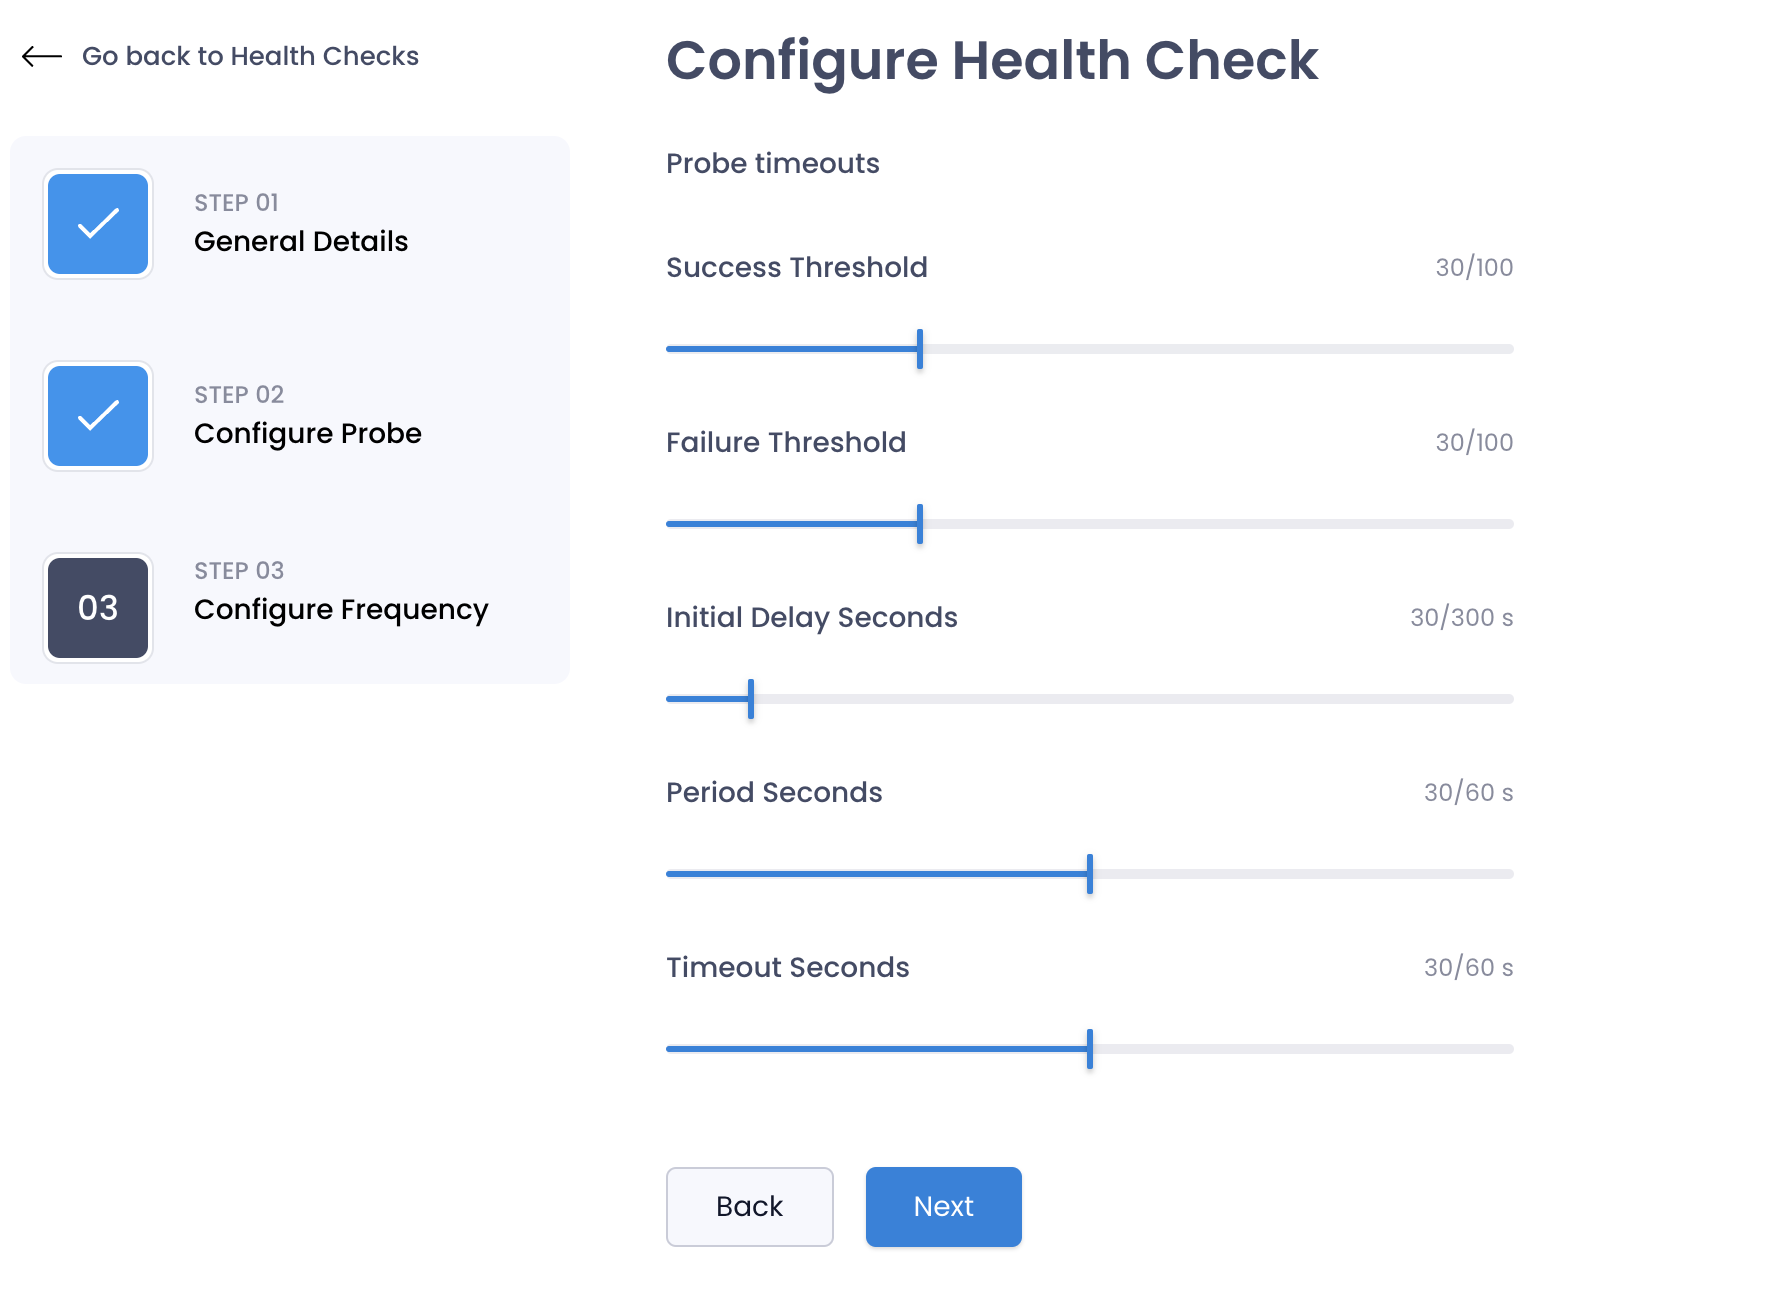 Go back to Health Checks
STEP 01
General Details
STEP 02
Configure Probe
03
STEP 03
Configure Frequency
Configure Health Check
Probe timeouts
Success Threshold 30/100
Failure Threshold 30/100
Initial Delay Seconds 30/300 s
Period Seconds 30/60 s
Timeout Seconds 30/60 s
Back Next